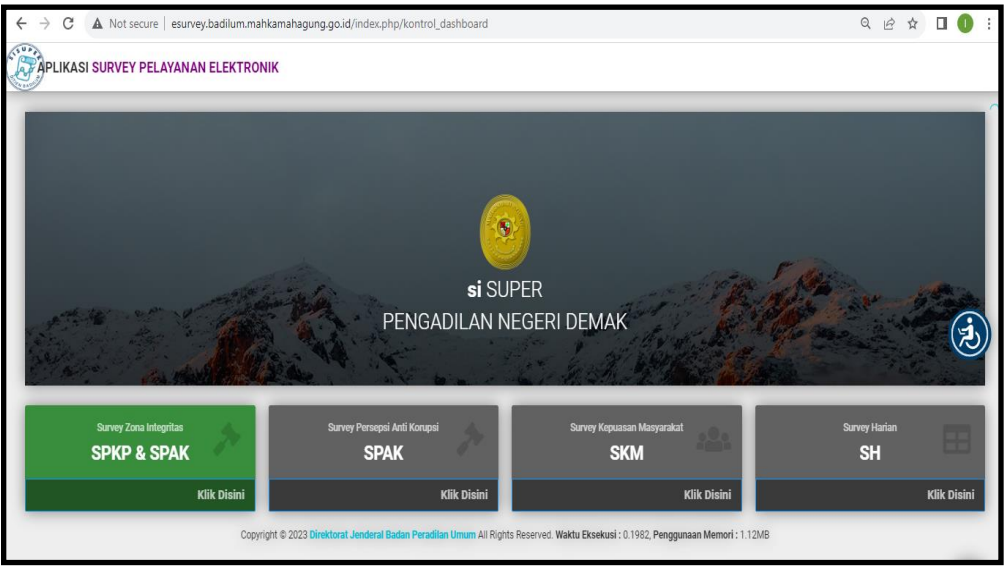 Not secure | esurvey.badilum.mahkamahagung.go.id/index.php/kontrol_dashboard
SISUPER
APLIKASI SURVEY PELAYANAN ELEKTRONIK
si SUPER
PENGADILAN NEGERI DEMAK
Survey Zona Integritas
SPKP & SPAK
Klik Disini
Survey Persepsi Anti Korupsi
SPAK
Klik Disini
Survey Kepuasan Masyarakat
SKM
Klik Disini
Survey Harian
SH
Klik Disini
Copyright © 2023 Direktorat Jenderal Badan Peradilan Umum All Rights Reserved. Waktu Eksekusi : 0.1982, Penggunaan Memori : 1.12MB